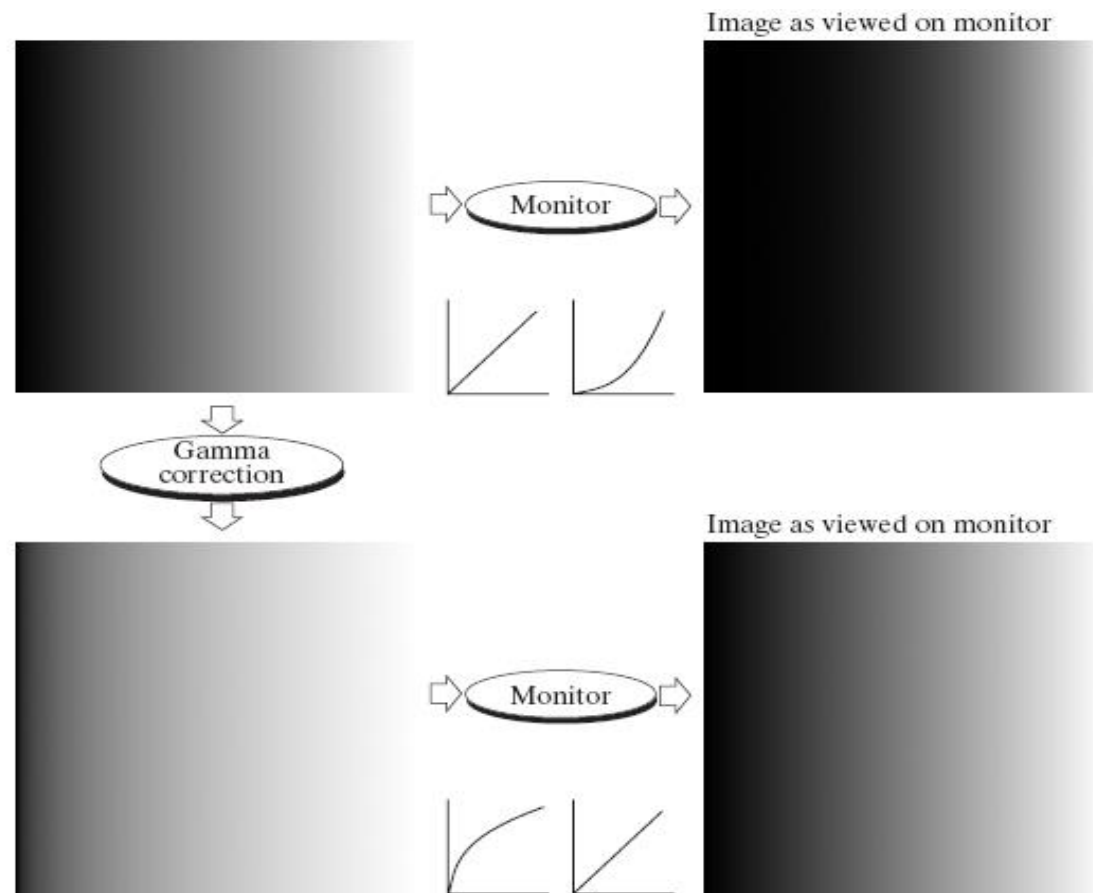 Image as viewed on monitor
Monitor
Gamma
correction
Image as viewed on monitor
Monitor